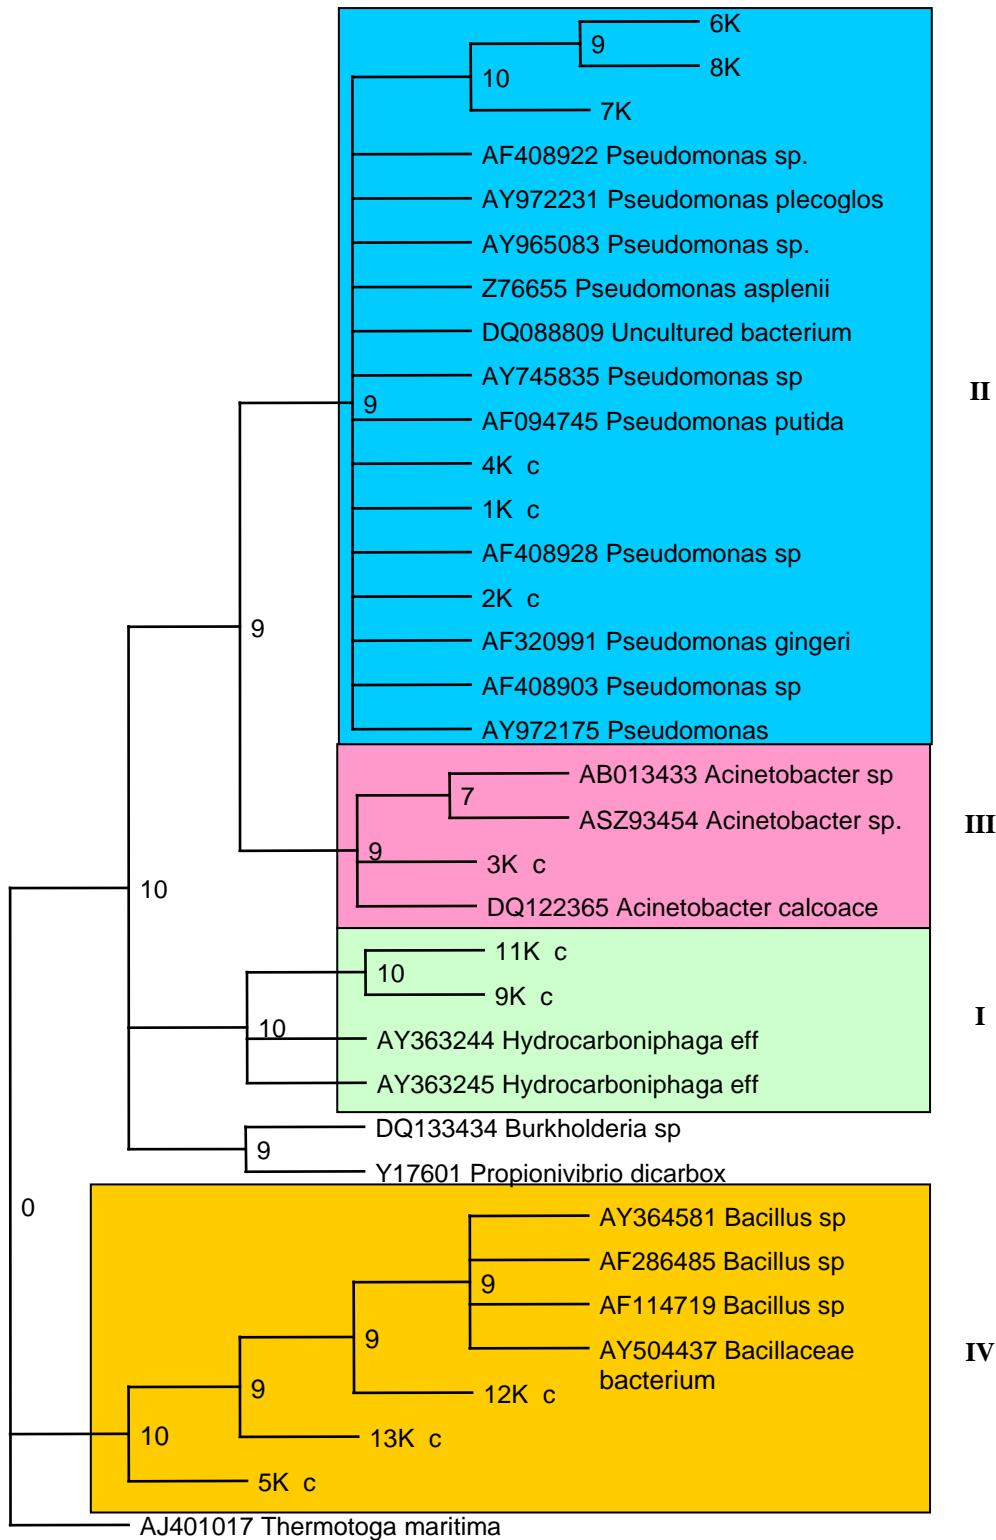 6K
9
8K
10
7K
AF408922 Pseudomonas sp.
AY972231 Pseudomonas plecoglos
AY965083 Pseudomonas sp.
Z76655 Pseudomonas asplenii
DQ088809 Uncultured bacterium
AY745835 Pseudomonas sp
II
9
AF094745 Pseudomonas putida
4K c
1K c
AF408928 Pseudomonas sp
2K c
9
AF320991 Pseudomonas gingeri
AF408903 Pseudomonas sp
AY972175 Pseudomonas
AB013433 Acinetobacter sp
7
ASZ93454 Acinetobacter sp.
III
9
3K c
10
DQ122365 Acinetobacter calcoace
11K c
10
9K c
I
10
AY363244 Hydrocarboniphaga eff
AY363245 Hydrocarboniphaga eff
DQ133434 Burkholderia sp
9
Y17601 Propionivibrio dicarbox
0
AY364581 Bacillus sp
AF286485 Bacillus sp
9
AF114719 Bacillus sp
9
AY504437 Bacillaceae
bacterium
IV
9
12K c
10
13K c
5K c
AJ401017 Thermotoga maritima